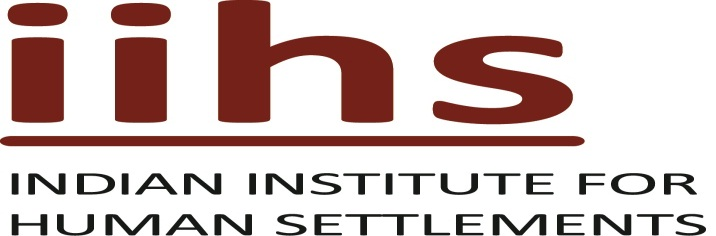 iihs
INDIAN INSTITUTE FOR
HUMAN SETTLEMENTS